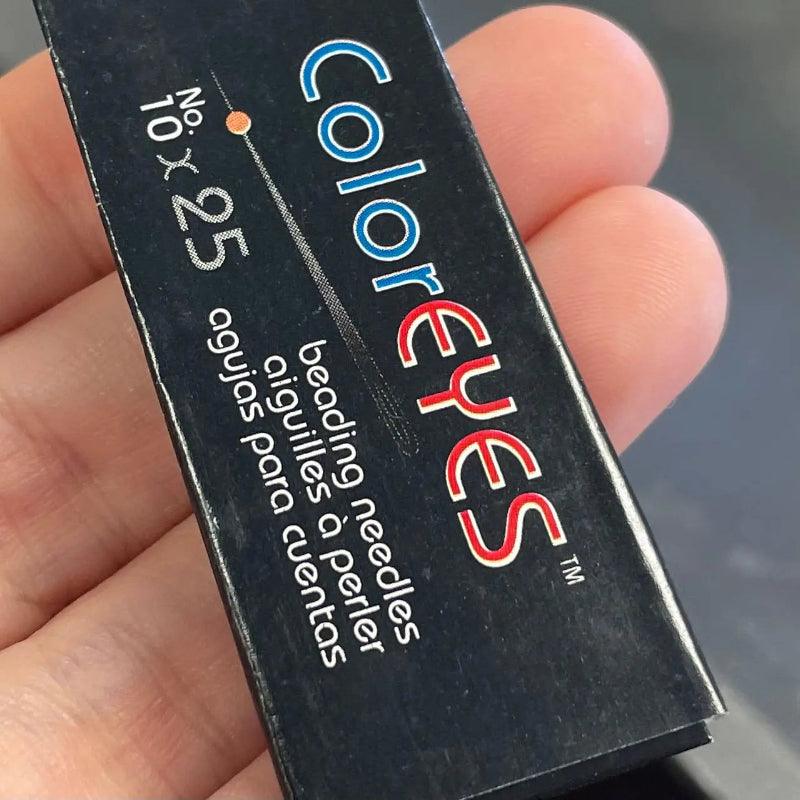 ColorEYES™
No.
10 x 25
beading needles
aiguilles à perler
agujas para cuentas